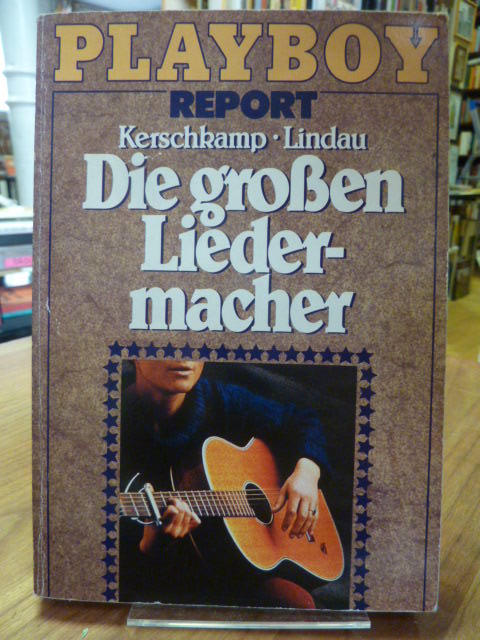 PLAYBOY
REPORT
Kerschkamp · Lindau
Die großen
Lieder-
macher